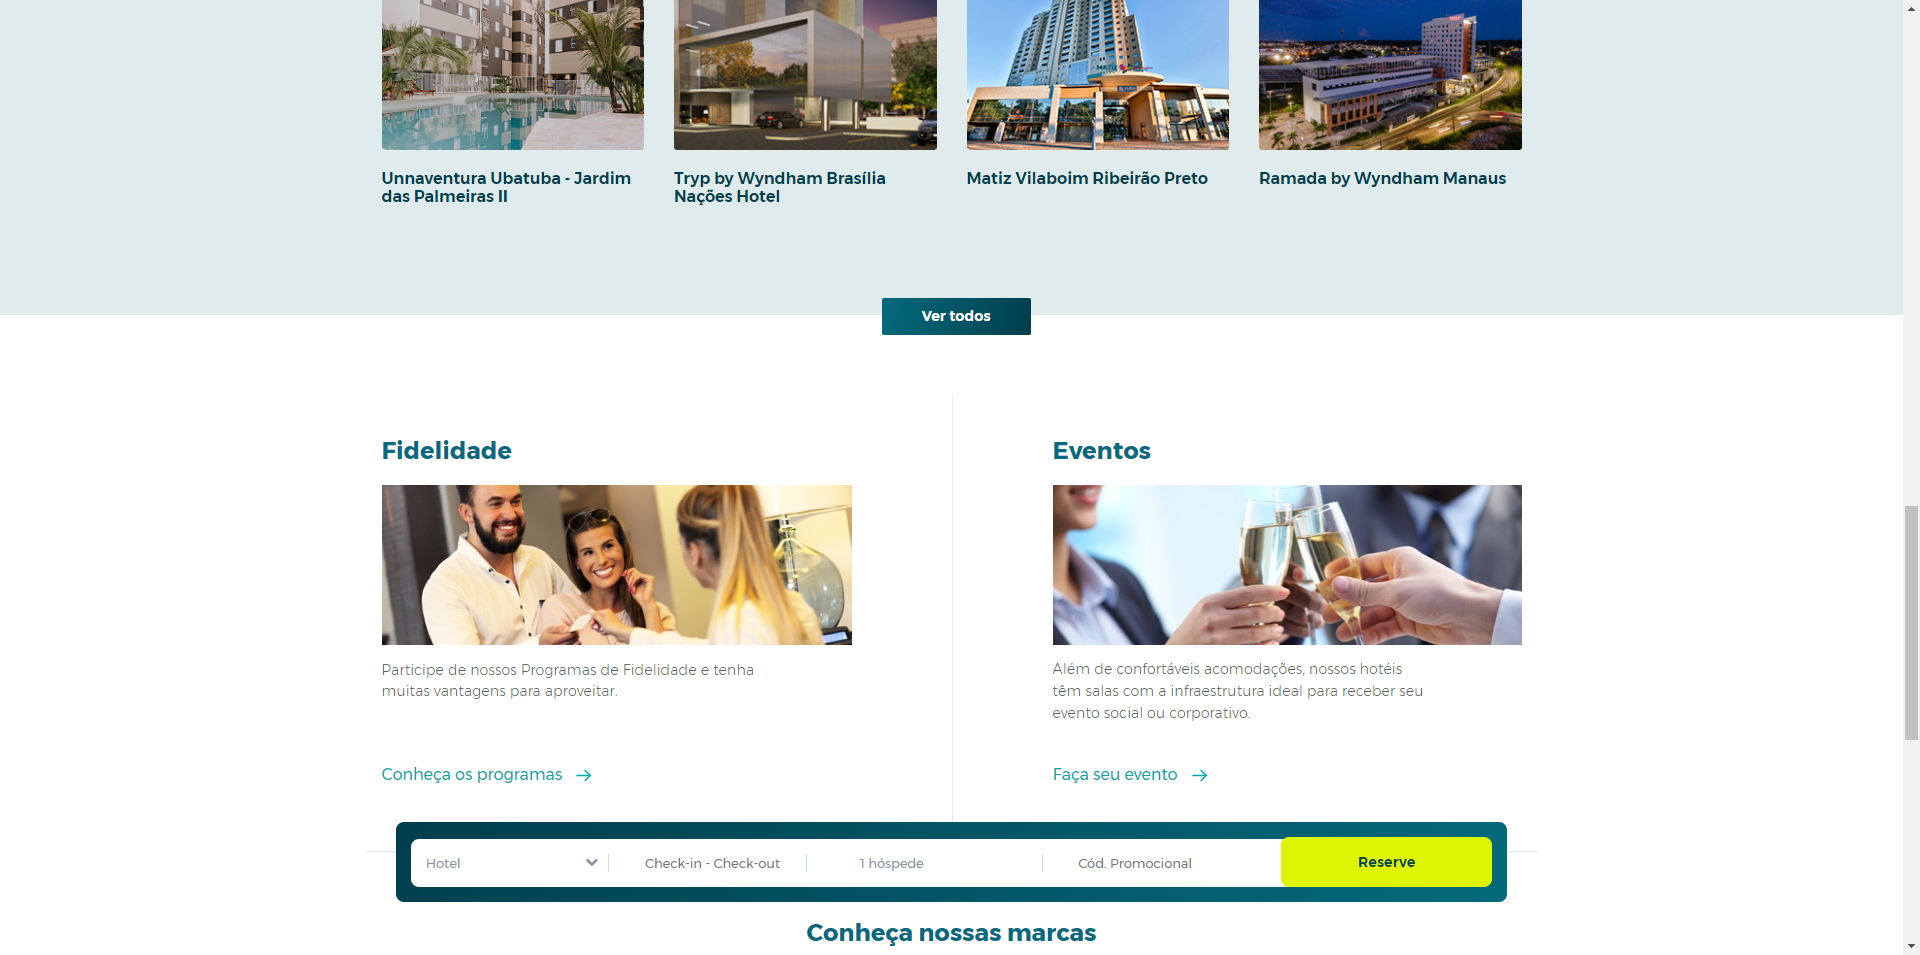 Unnaventura Ubatuba - Jardim
das Palmeiras II
Tryp by Wyndham Brasília
Nações Hotel
Matiz Vilaboim Ribeirão Preto
Ramada by Wyndham Manaus
Ver todos
Fidelidade
Participe de nossos Programas de Fidelidade e tenha
muitas vantagens para aproveitar.
Conheça os programas
Eventos
Além de confortáveis acomodações, nossos hotéis
têm salas com a infraestrutura ideal para receber seu
evento social ou corporativo.
Faça seu evento
Hotel
Check-in - Check-out
1 hóspede
Cód. Promocional
Reserve
Conheça nossas marcas